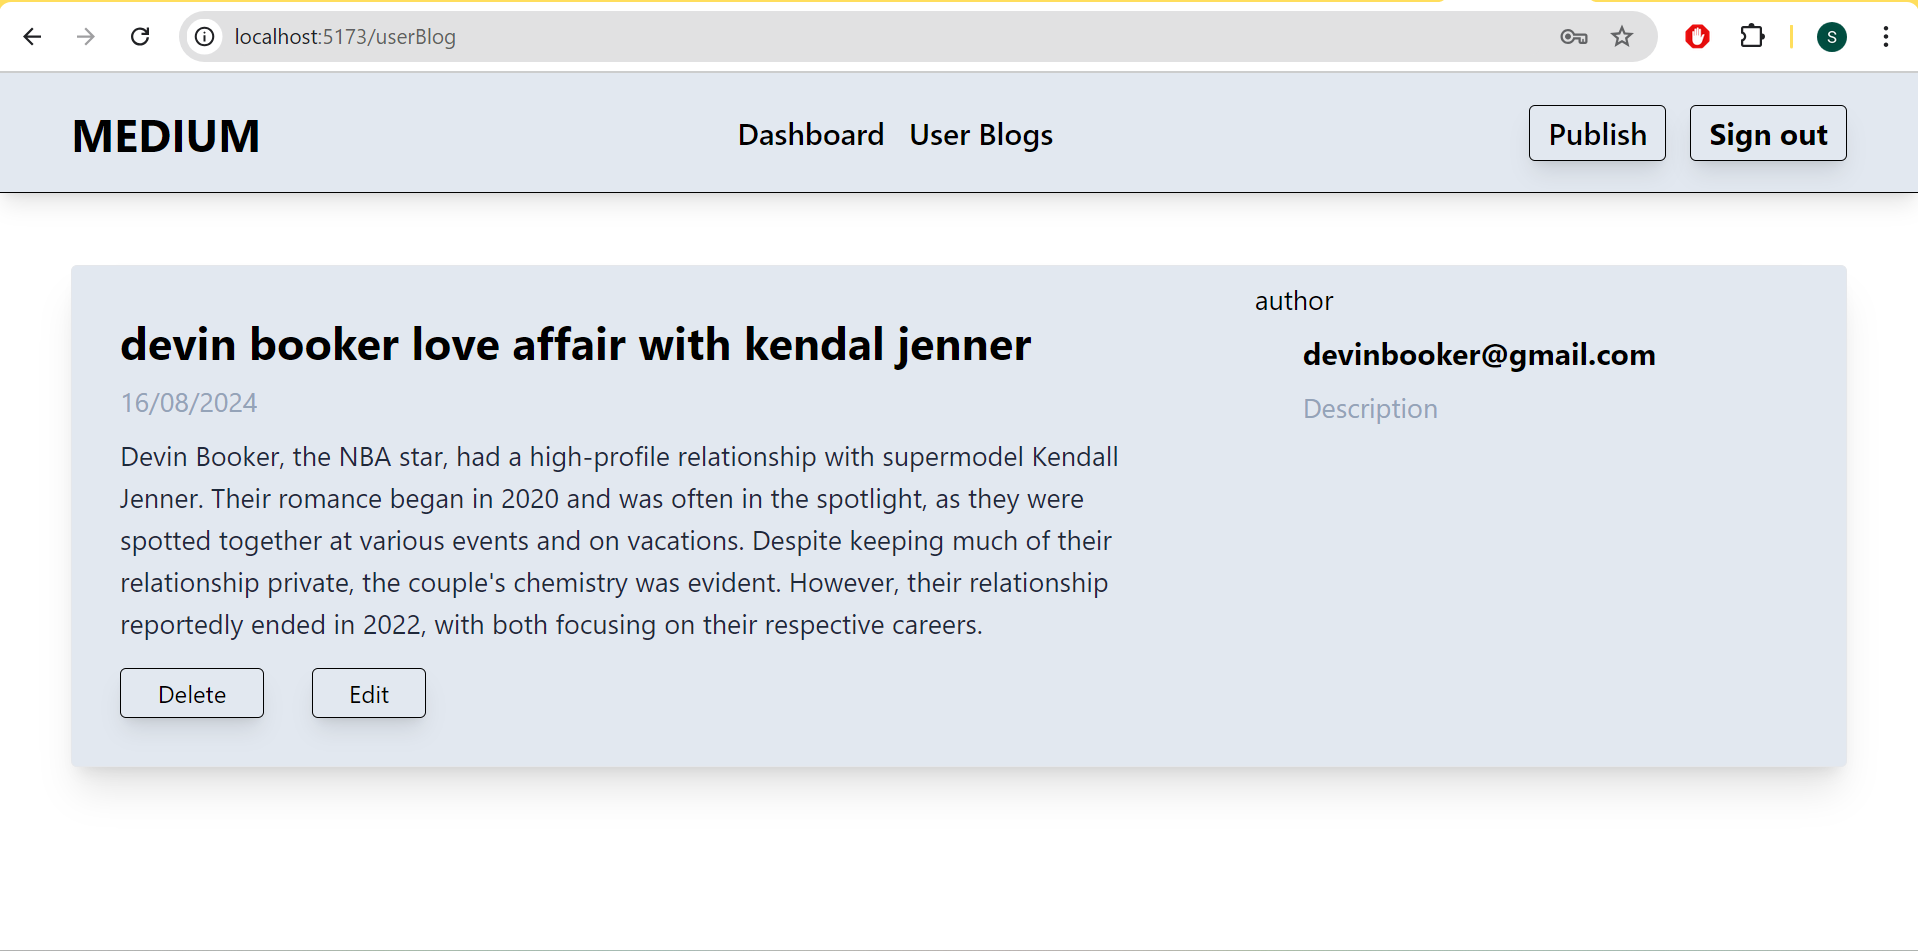 localhost:5173/userBlog
S
MEDIUM
Dashboard User Blogs
Publish Sign out
devin booker love affair with kendal jenner
16/08/2024
Devin Booker, the NBA star, had a high-profile relationship with supermodel Kendall
Jenner. Their romance began in 2020 and was often in the spotlight, as they were
spotted together at various events and on vacations. Despite keeping much of their
relationship private, the couple's chemistry was evident. However, their relationship
reportedly ended in 2022, with both focusing on their respective careers.
Delete Edit
author
devinbooker@gmail.com
Description